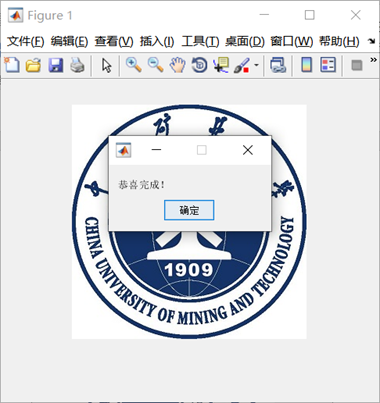 Figure 1
文件(F) 编辑(E) 查看(V) 插入(I) 工具(T) 桌面(D) 窗口(W) 帮助(H)
恭喜完成！
确定
1909
CHINA UNIVERSITY OF MINING AND TECHNOLOGY